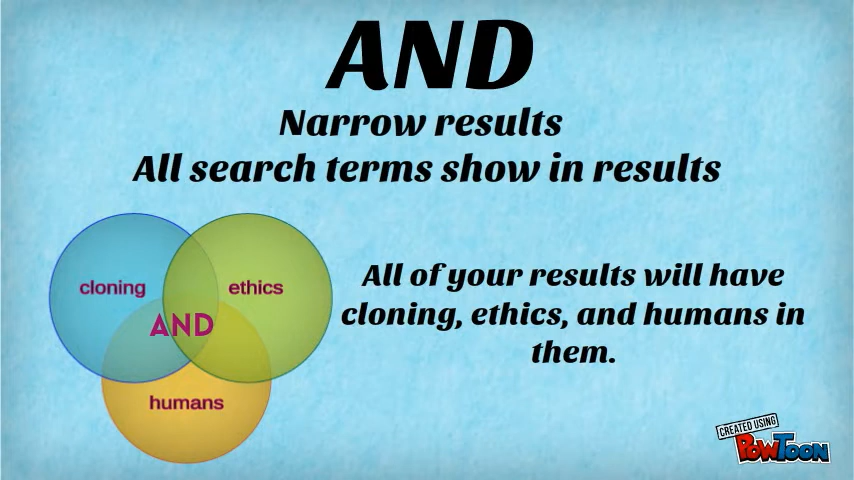 AND
Narrow results
All search terms show in results
cloning
ethics
AND
humans
All of your results will have
cloning, ethics, and humans in
them.
CREATED USING
POWTOON